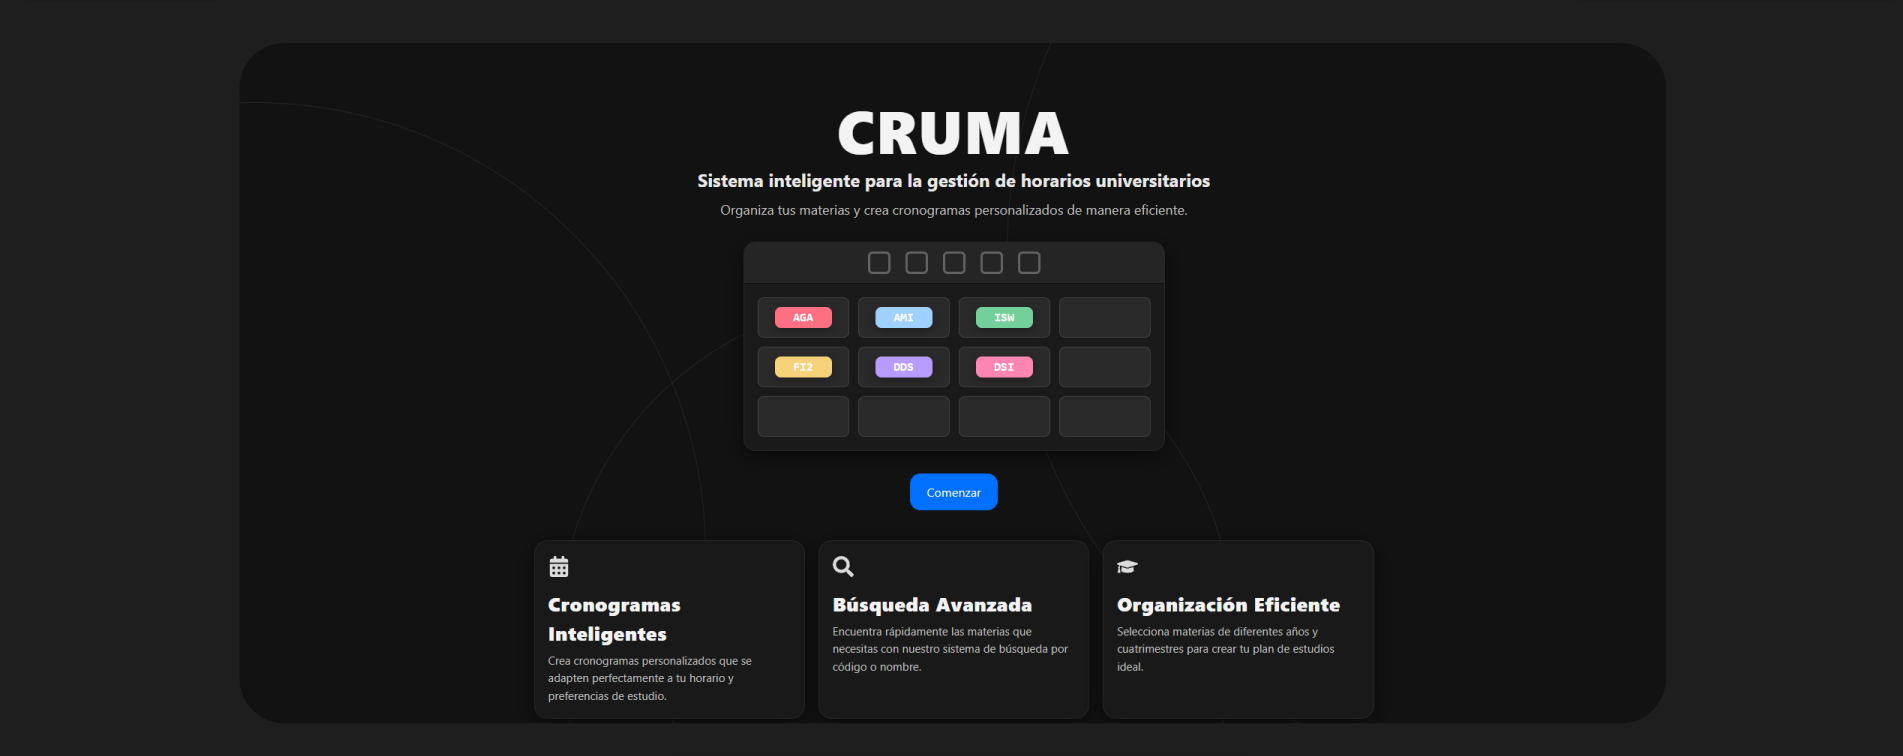 CRUMA
Sistema inteligente para la gestión de horarios universitarios
Organiza tus materias y crea cronogramas personalizados de manera eficiente.
AGA AMI ISW
FI2 DDS DSI
Comenzar
Cronogramas
Inteligentes
Crea cronogramas personalizados que se
adapten perfectamente a tu horario y
preferencias de estudio.
Búsqueda Avanzada
Encuentra rápidamente las materias que
necesitas con nuestro sistema de búsqueda por
código o nombre.
Organización Eficiente
Selecciona materias de diferentes años y
cuatrimestres para crear tu plan de estudios
ideal.